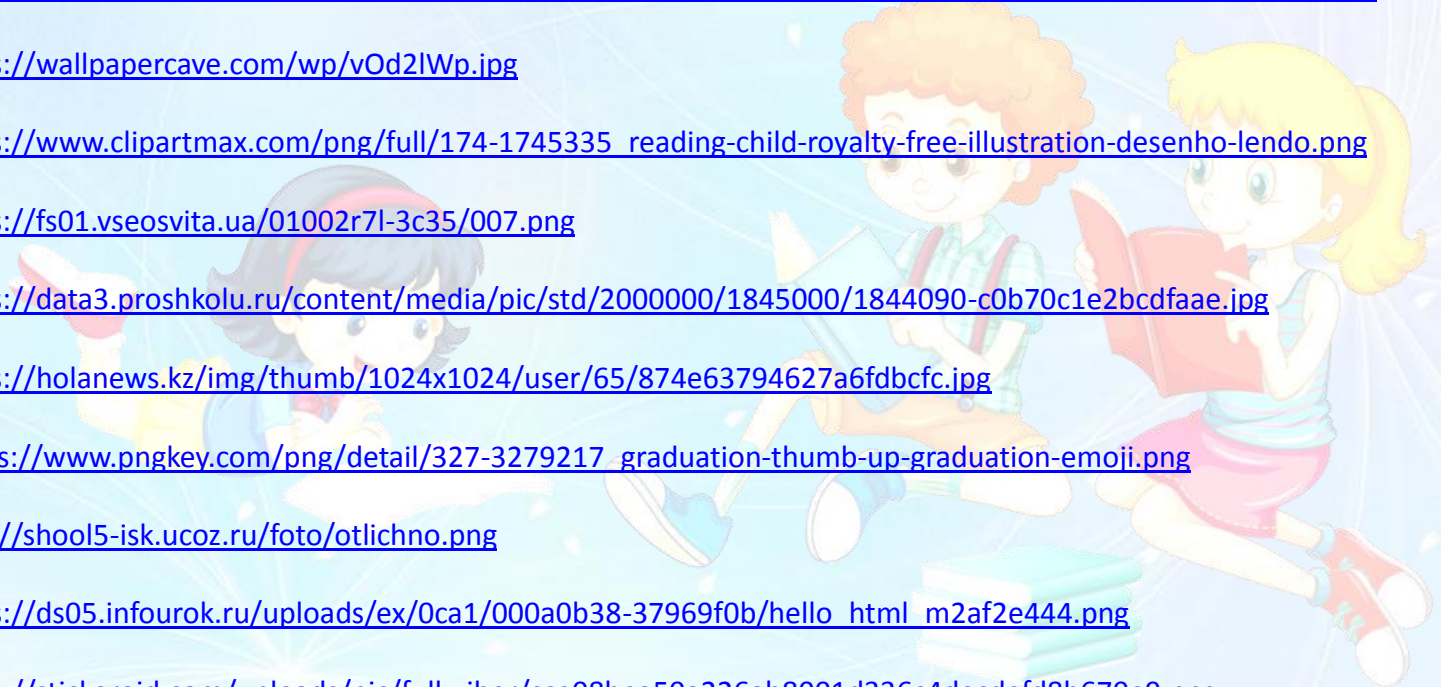 s://wallpapercave.com/wp/vOd2lWp.jpg
s://www.clipartmax.com/png/full/174-1745335_reading-child-royalty-free-illustration-desenho-lendo.png
s://fs01.vseosvita.ua/01002r7l-3c35/007.png
s://data3.proshkolu.ru/content/media/pic/std/2000000/1845000/1844090-c0b70c1e2bcdfaae.jpg
s://holanews.kz/img/thumb/1024x1024/user/65/874e63794627a6fdbcfc.jpg
s://www.pngkey.com/png/detail/327-3279217_graduation-thumb-up-graduation-emoji.png
//shool5-isk.ucoz.ru/foto/otlichno.png
s://ds05.infourok.ru/uploads/ex/0ca1/000a0b38-37969f0b/hello_html_m2af2e444.png